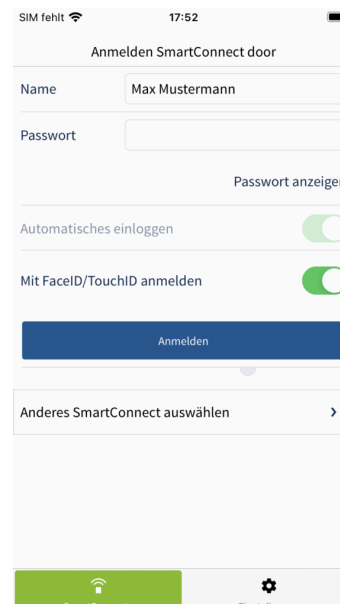 SIM fehlt 17:52
Anmelden SmartConnect door
Name Max Mustermann
Passwort
Passwort anzeige
Automatisches einloggen
Mit FaceID/TouchID anmelden
Anmelden
Anderes SmartConnect auswählen